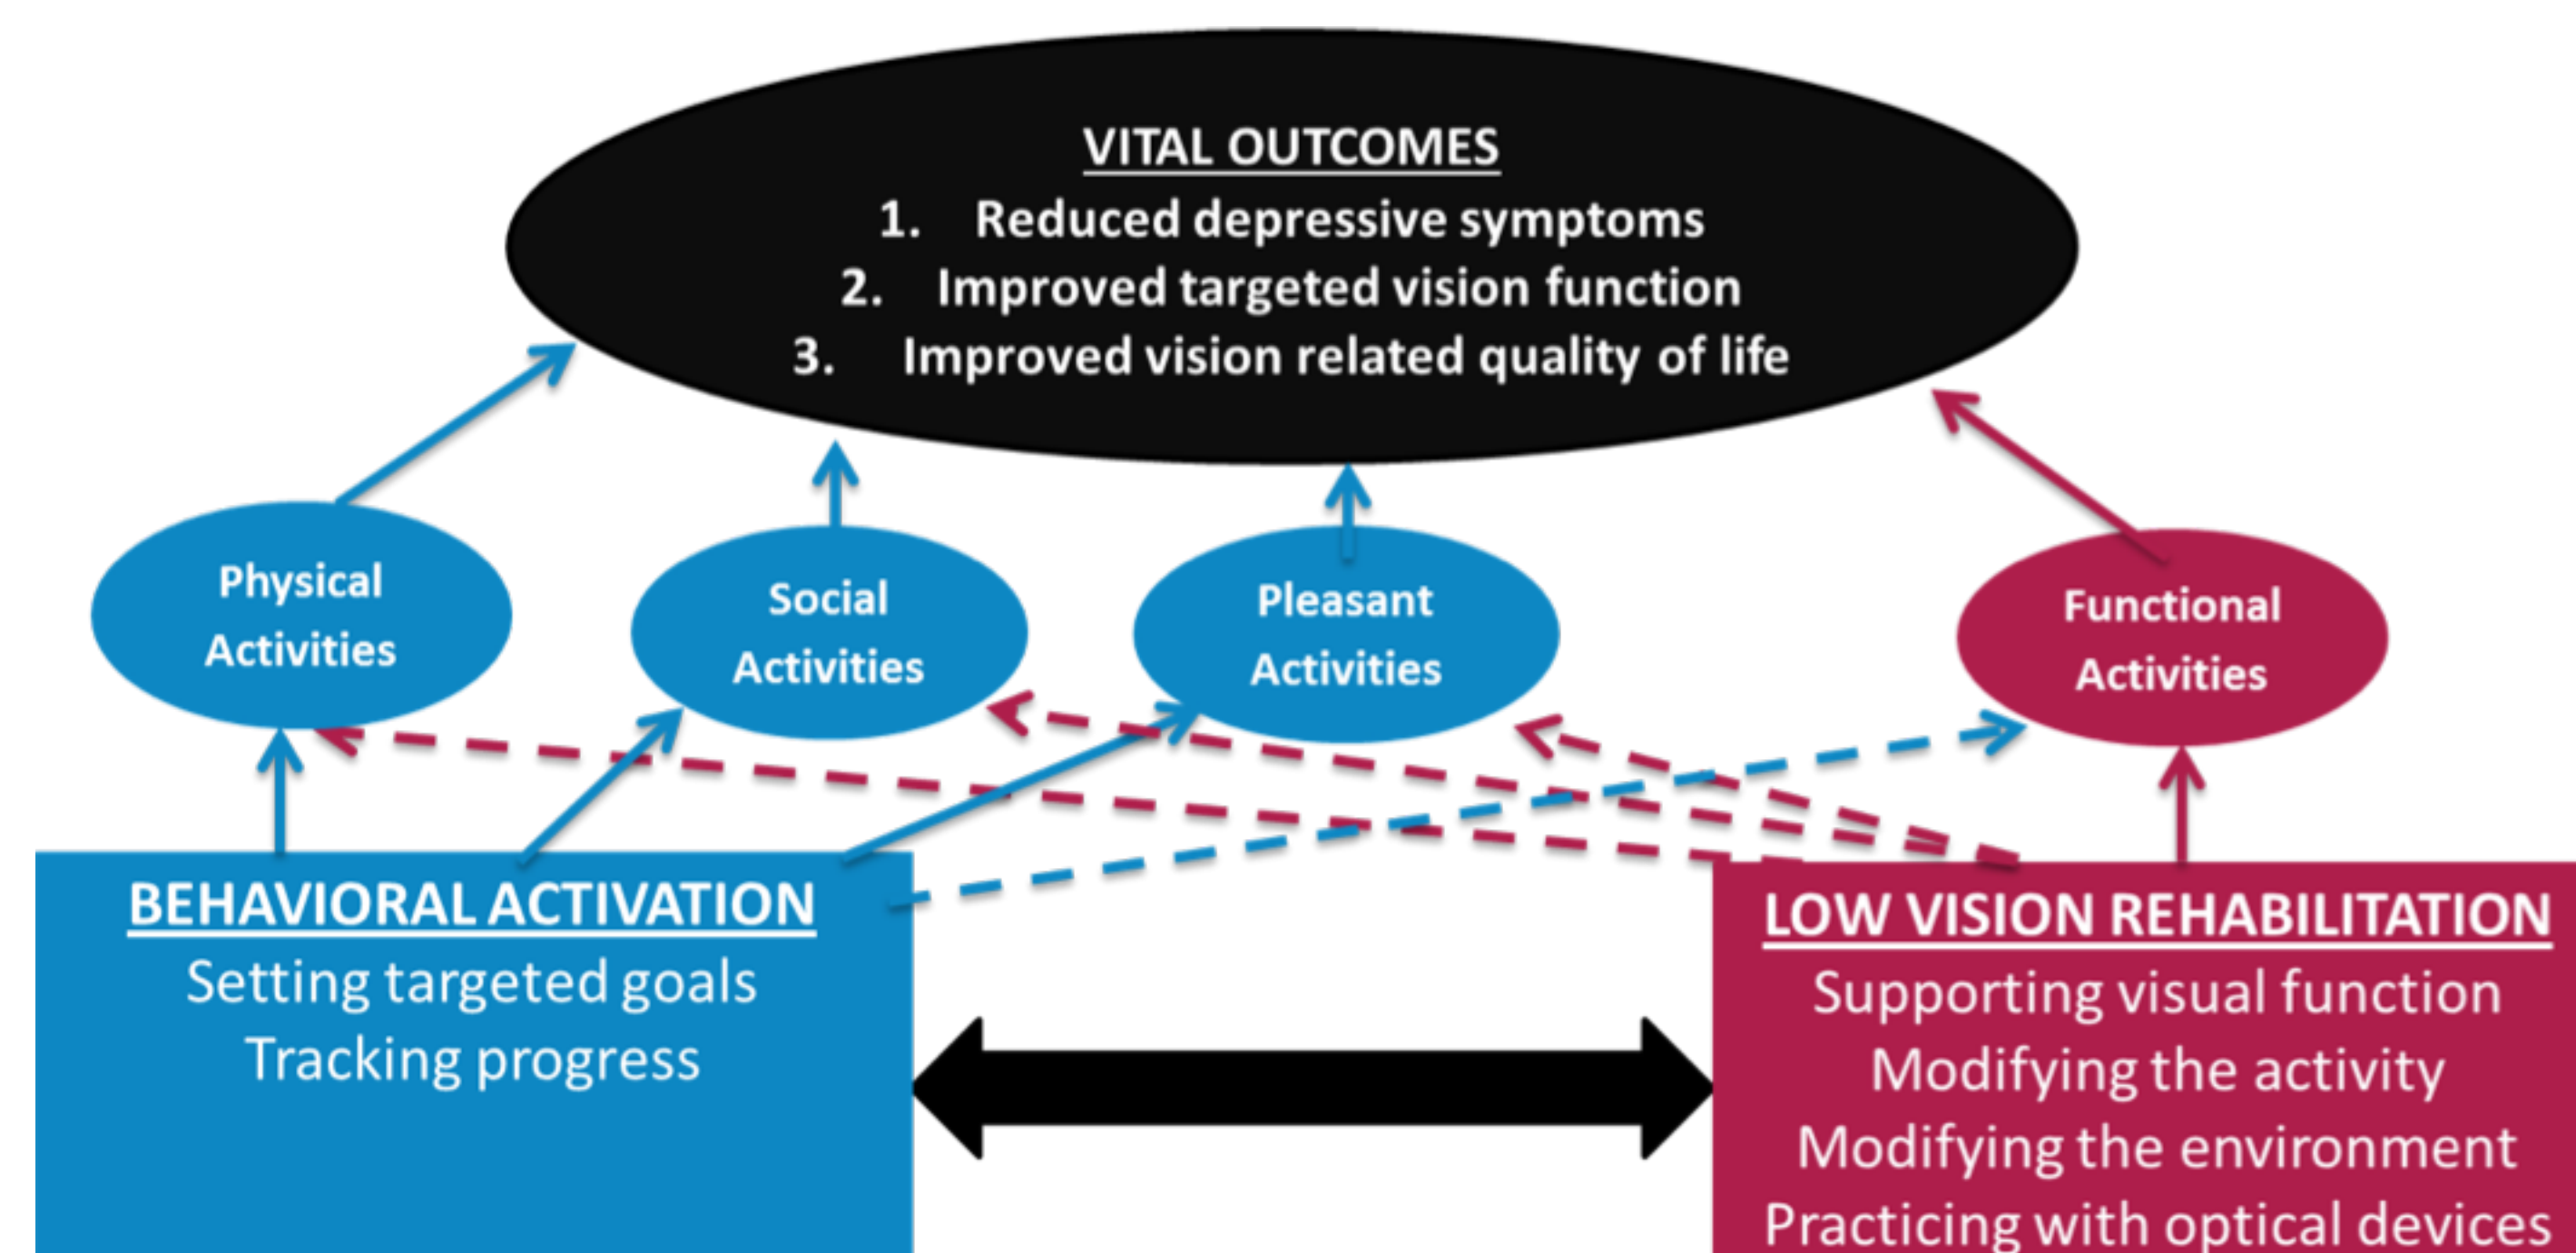 VITAL OUTCOMES
1. Reduced depressive symptoms
2. Improved targeted vision function
3. Improved vision related quality of life
Physical
Activities
Social
Activities
Pleasant
Activities
Functional
Activities
BEHAVIORAL ACTIVATION
Setting targeted goals
Tracking progress
LOW VISION REHABILITATION
Supporting visual function
Modifying the activity
Modifying the environment
Practicing with optical devices